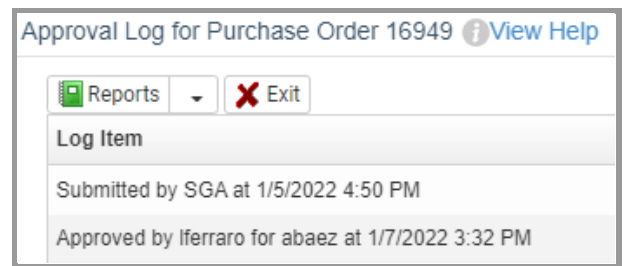 Approval Log for Purchase Order 16949 View Help
Reports Exit
Log Item
Submitted by SGA at 1/5/2022 4:50 PM
Approved by lferraro for abaez at 1/7/2022 3:32 PM